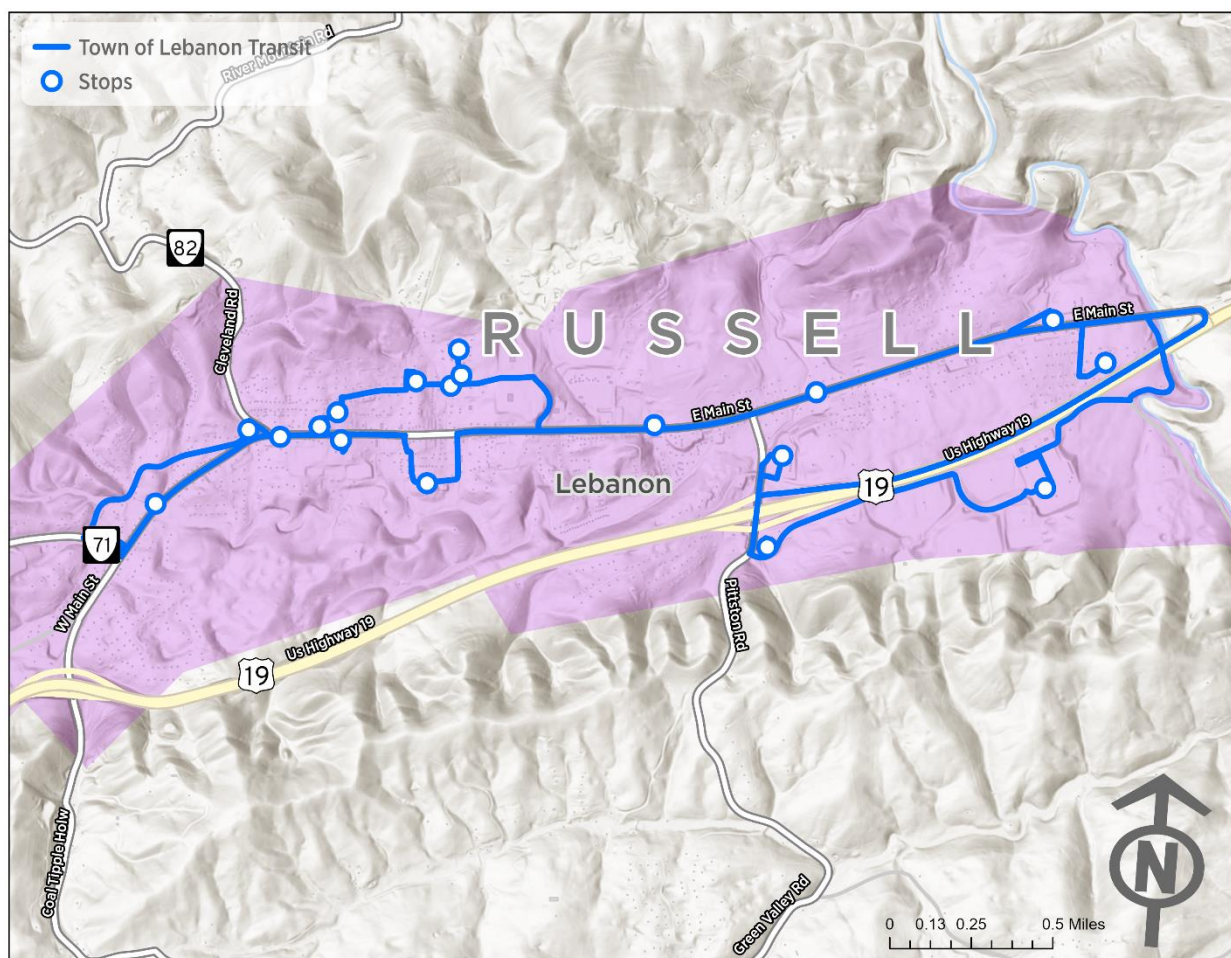 Town of Lebanon Transit
Stops
River Mountain Rd
82
Cleveland Rd
RUSSELL
E Main St
E Main St
Us Highway 19
Lebanon
19
71
W Main St
Us Highway 19
19
Pittston Rd
Coal Tipple Holw
Green Valley Rd
N
0 0.13 0.25 0.5 Miles